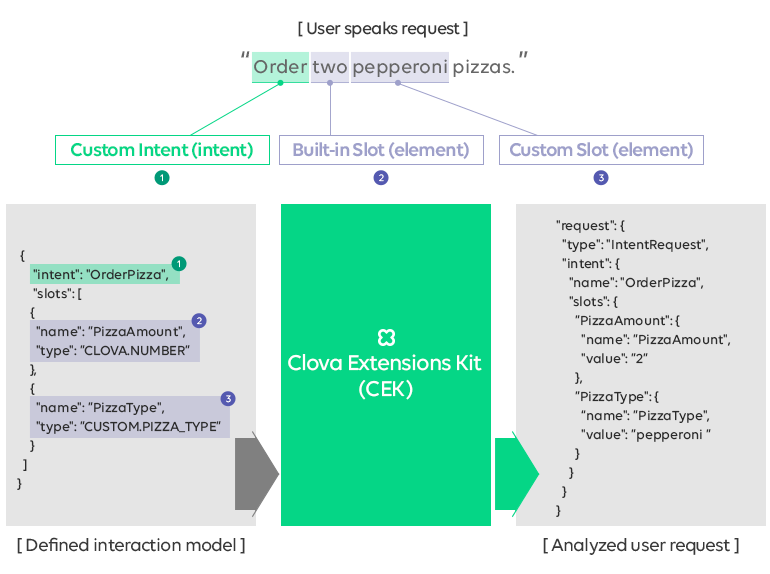 [ User speaks request ]
“Order two pepperoni pizzas.”
Custom Intent (intent)
Built-in Slot (element)
Custom Slot (element)
1
2
3
{
"intent": "OrderPizza",
1
"slots": [
{
"name": "PizzaAmount",
2
"type": "CLOVA.NUMBER"
},
{
"name": "PizzaType",
3
"type": "CUSTOM.PIZZA_TYPE"
}
]
}
[ Defined interaction model ]
Clova Extensions Kit
(CEK)
"request": {
"type": "IntentRequest",
"intent": {
"name": "OrderPizza",
"slots": {
"PizzaAmount": {
"name": "PizzaAmount",
"value": "2"
},
"PizzaType": {
"name": "PizzaType",
"value": "pepperoni "
}
}
}
}
[ Analyzed user request ]